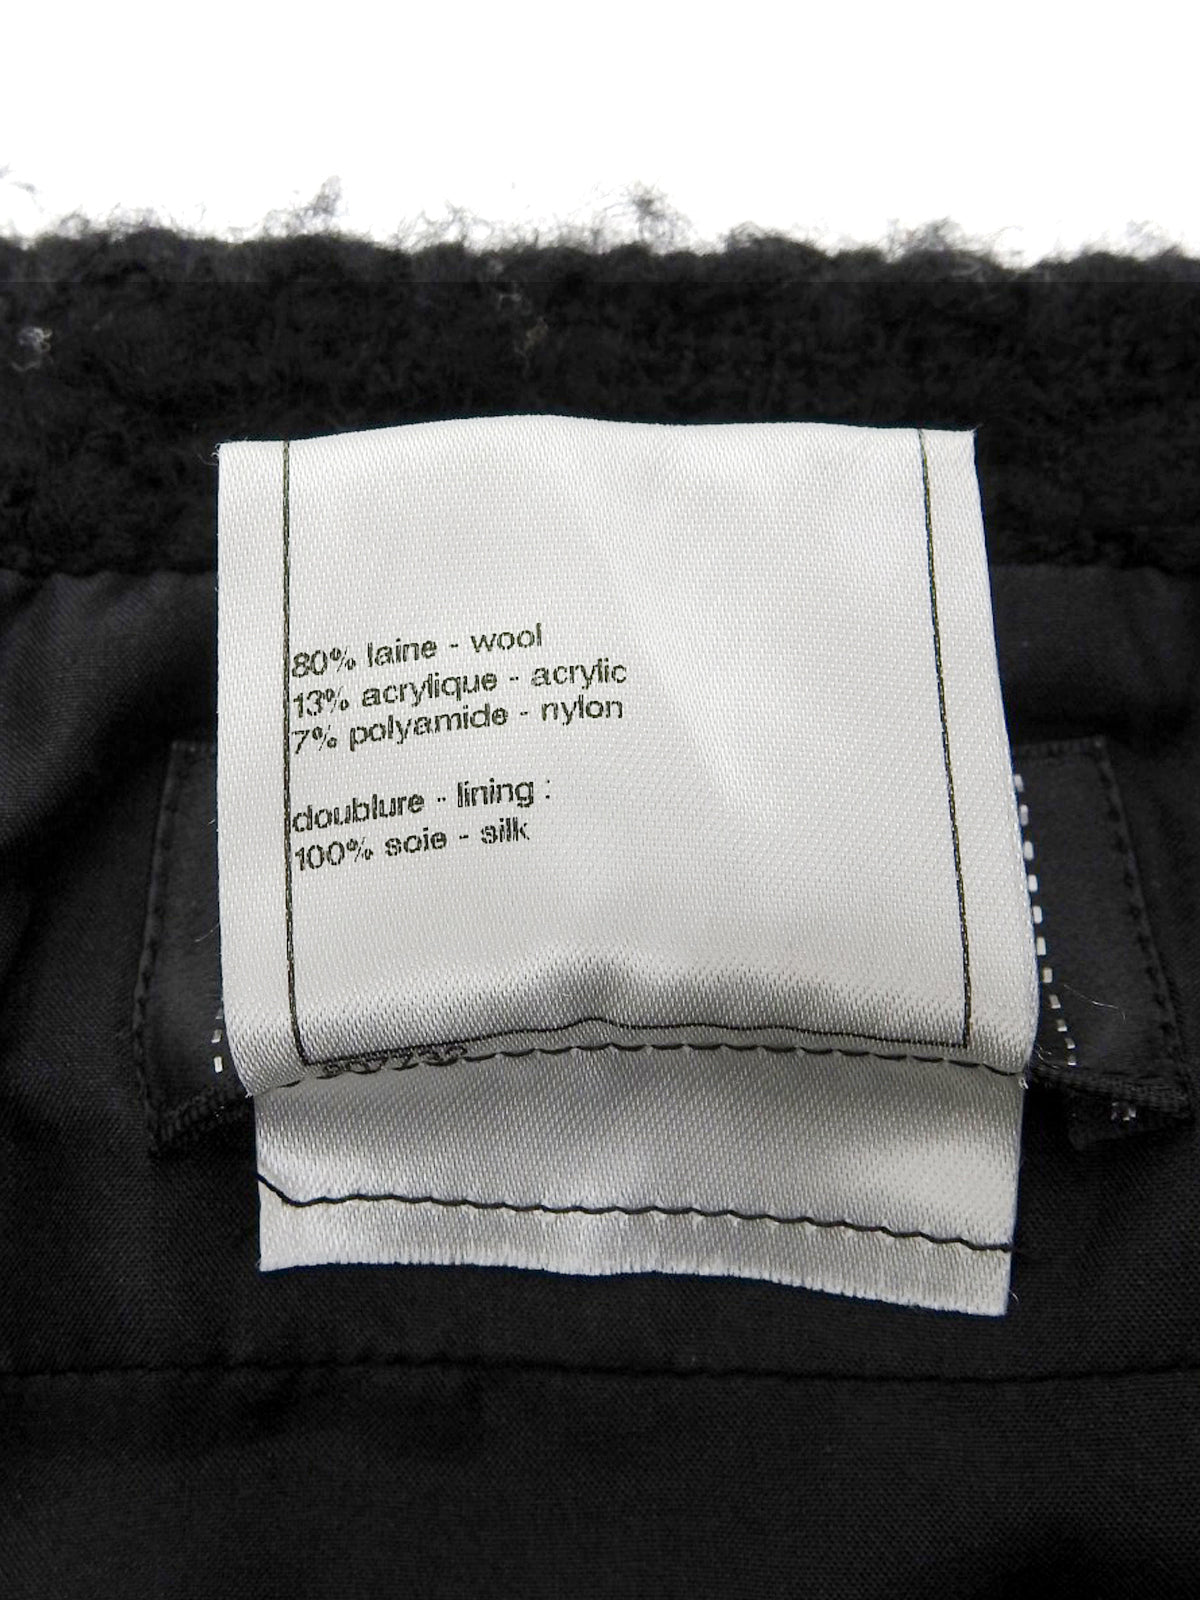 80% laine - wool
13% acrylique - acrylic
7% polyamide - nylon
doublure - lining :
100% soie - silk